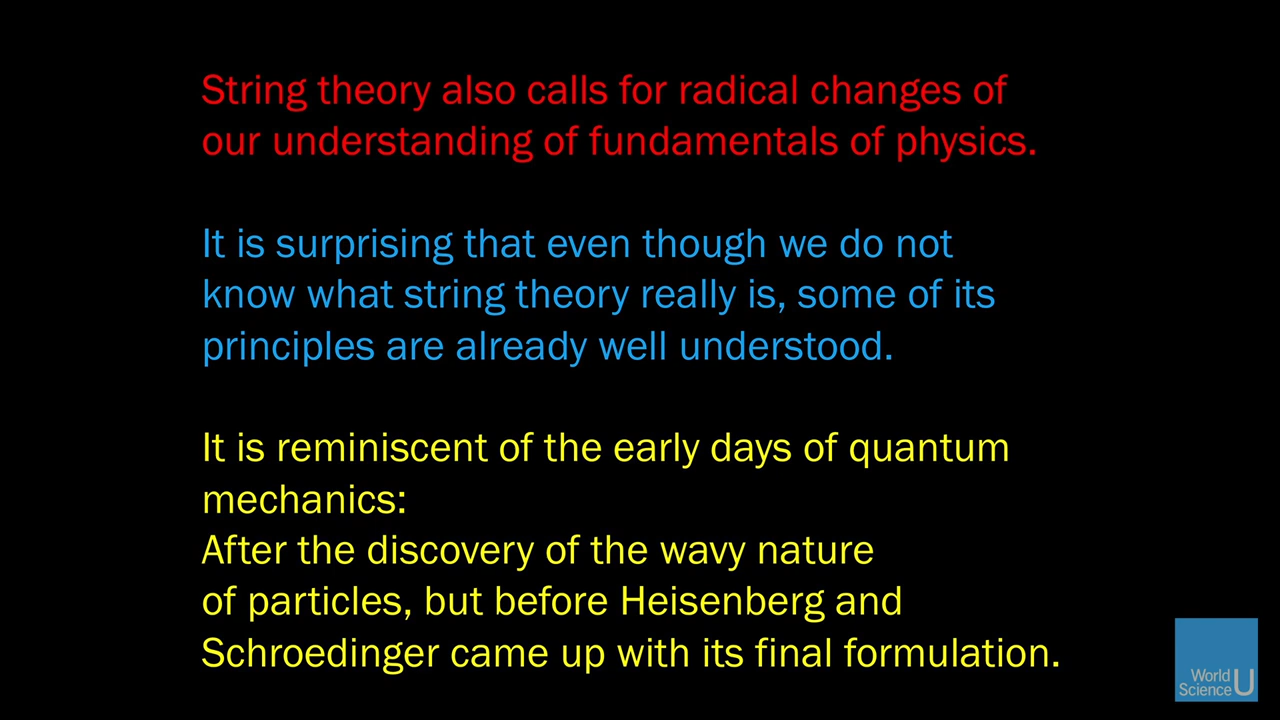 String theory also calls for radical changes of
our understanding of fundamentals of physics.
It is surprising that even though we do not
know what string theory really is, some of its
principles are already well understood.
It is reminiscent of the early days of quantum
mechanics:
After the discovery of the wavy nature
of particles, but before Heisenberg and
Schroedinger came up with its final formulation.
World
Science U